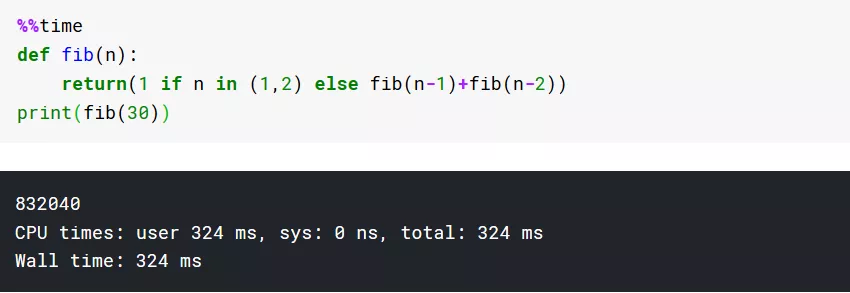 %%time
def fib(n):
    return(1 if n in (1,2) else fib(n-1)+fib(n-2))
print(fib(30))
832040
CPU times: user 324 ms, sys: 0 ns, total: 324 ms
Wall time: 324 ms